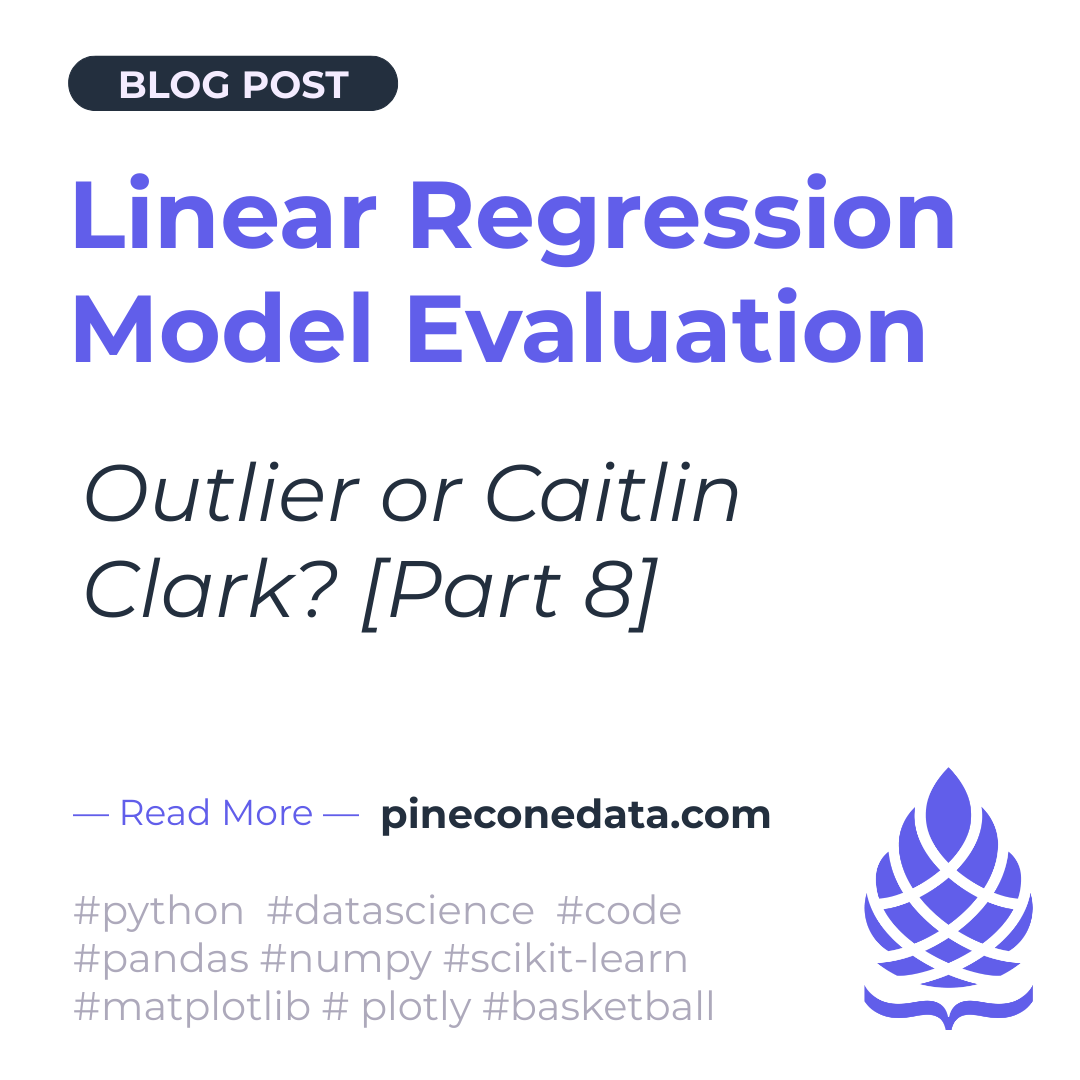 BLOG POST
Linear Regression
Model Evaluation
Outlier or Caitlin
Clark? [Part 8]
— Read More — pineconedata.com
#python #datascience #code
#pandas #numpy #scikit-learn
#matplotlib # plotly #basketball